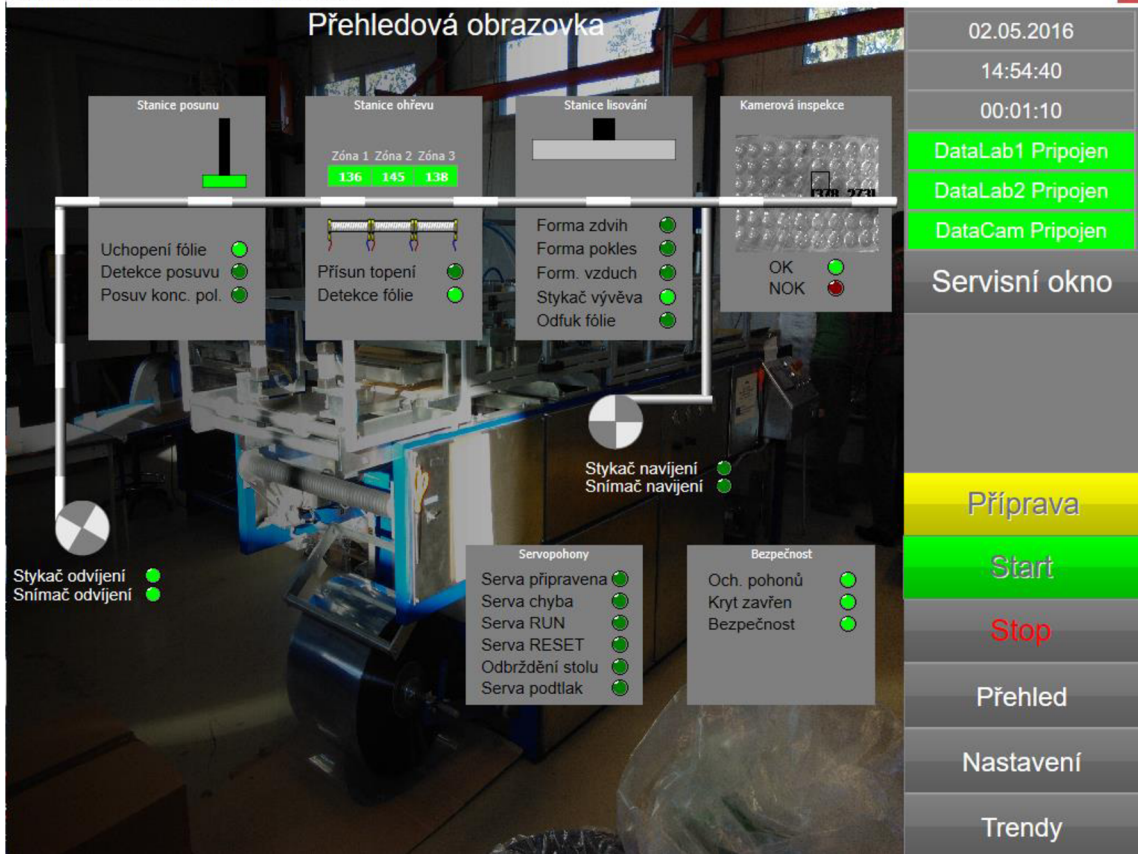 Přehledová obrazovka
Stanice posunu
Uchopení fólie
Detekce posuvu
Posuv konc. pol.
Stanice ohřevu
Zóna 1 Zóna 2 Zóna 3
136 145 138
Přisun topení
Detekce fólie
Stanice lisování
Forma zdvih
Forma pokles
Form. vzduch
Stykač vývěva
Odfuk fólie
Kamerová inspekce
OK
NOK
Stykač navíjení
Snímač navijení
Stykač odvíjení
Snímač odvíjení
Servopohony
Serva připravena
Serva chyba
Serva RUN
Serva RESET
Odbrždění stolu
Serva podtlak
Bezpečnost
Och. pohonů
Kryt zavřen
Bezpečnost
02.05.2016
14:54:40
00:01:10
DataLab1 Pripojen
DataLab2 Pripojen
DataCam Pripojen
Servisní okno
Příprava
Start
Stop
Přehled
Nastavení
Trendy